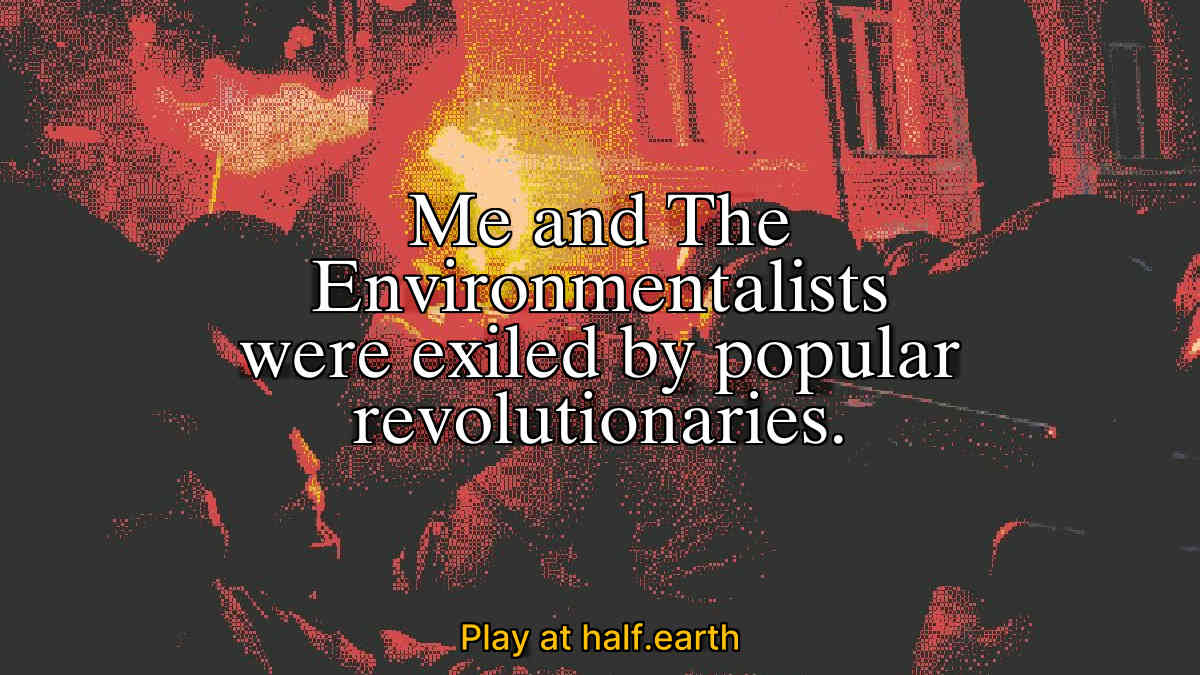 Me and The
Environmentalists
were exiled by popular
revolutionaries.
Play at half.earth